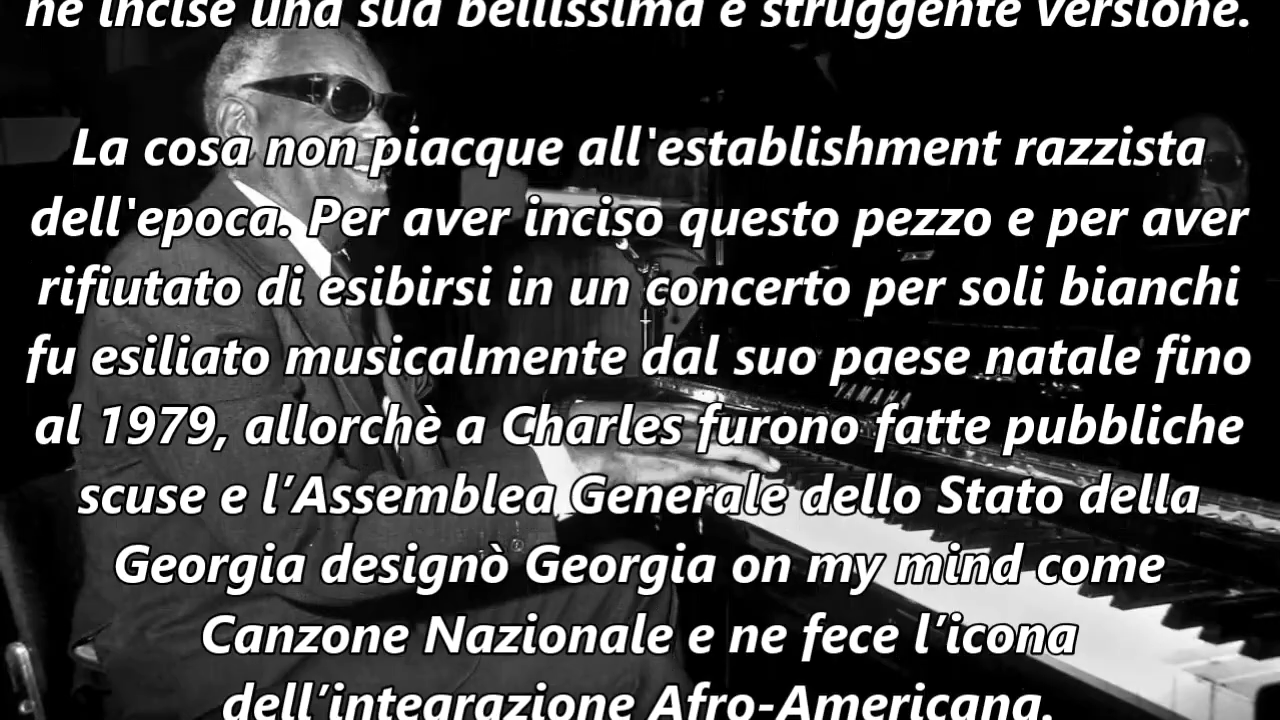 ne incise una sua bellissima e struggente versione.
La cosa non piacque all'establishment razzista
dell'epoca. Per aver inciso questo pezzo e per aver
rifiutato di esibirsi in un concerto per soli bianchi
fu esiliato musicalmente dal suo paese natale fino
al 1979, allorchè a Charles furono fatte pubbliche
scuse e l’Assemblea Generale dello Stato della
Georgia designò Georgia on my mind come
Canzone Nazionale e ne fece l’icona
dell’integrazione Afro-Americana.
YAMAHA